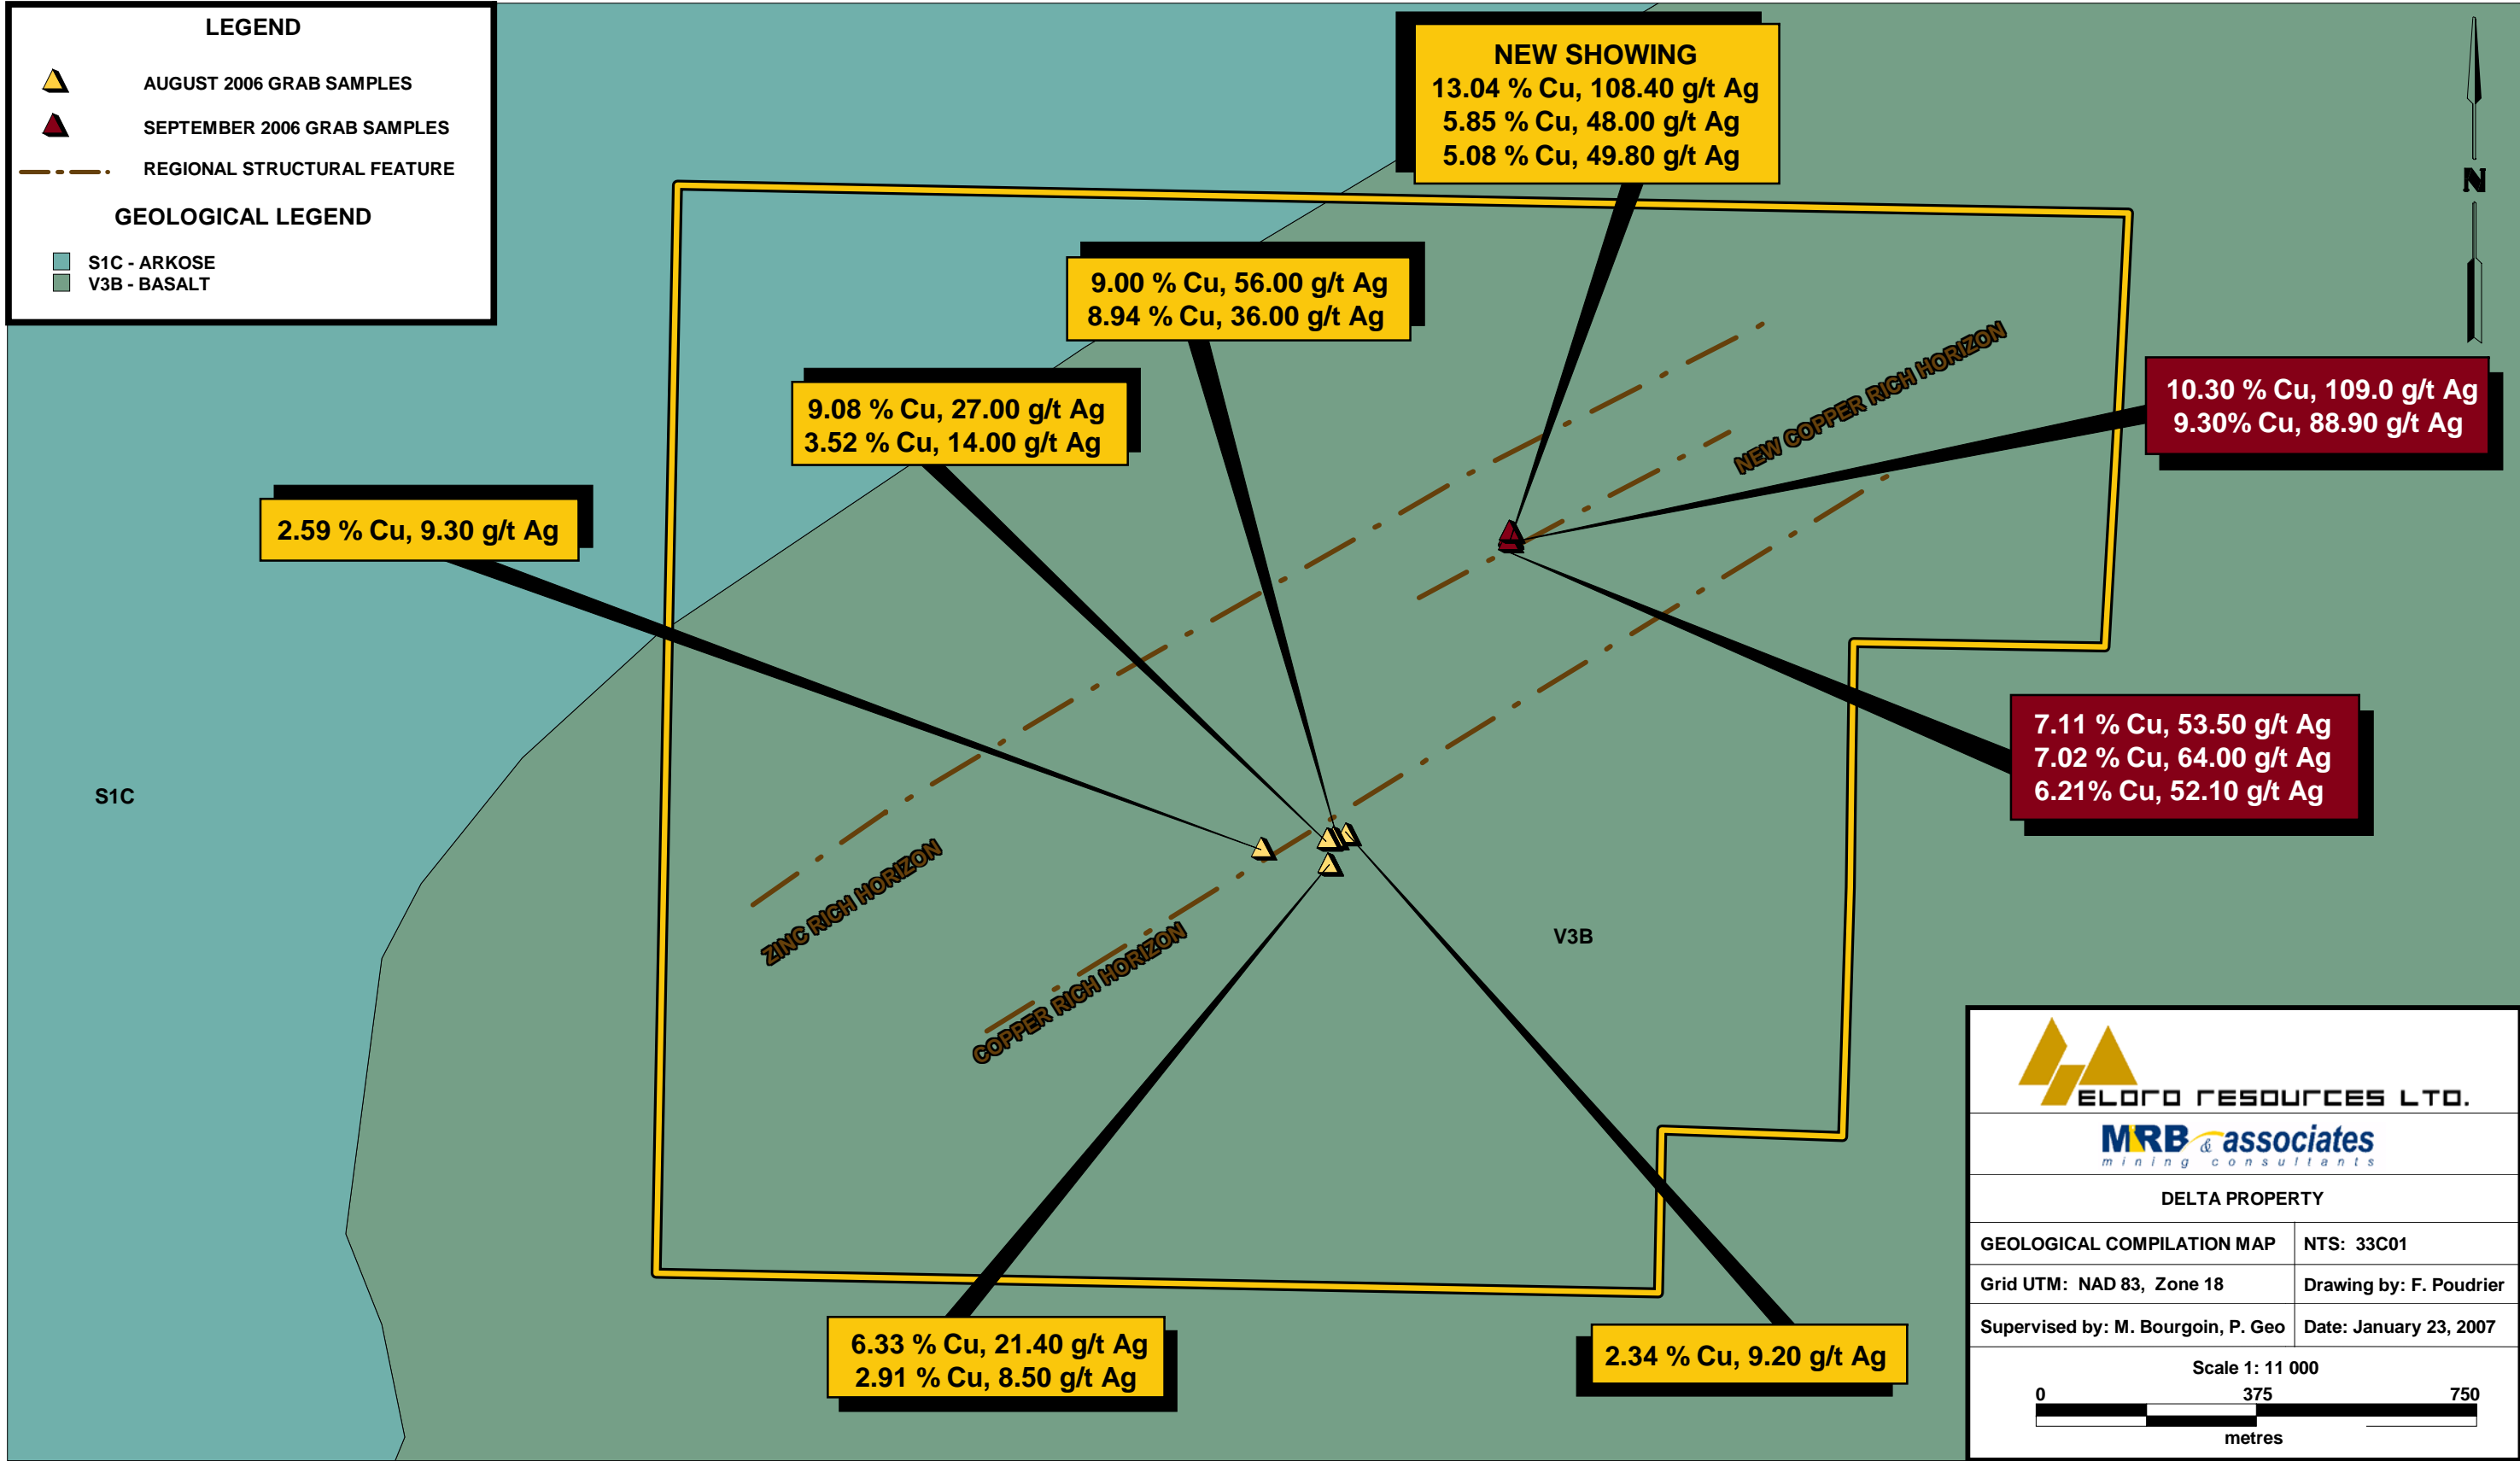 LEGEND
AUGUST 2006 GRAB SAMPLES
SEPTEMBER 2006 GRAB SAMPLES
REGIONAL STRUCTURAL FEATURE
GEOLOGICAL LEGEND
S1C - ARKOSE
V3B - BASALT
NEW SHOWING
13.04 % Cu, 108.40 g/t Ag
5.85 % Cu, 48.00 g/t Ag
5.08 % Cu, 49.80 g/t Ag
N
9.00 % Cu, 56.00 g/t Ag
8.94 % Cu, 36.00 g/t Ag
9.08 % Cu, 27.00 g/t Ag
3.52 % Cu, 14.00 g/t Ag
NEW COPPER RICH HORIZON
10.30 % Cu, 109.0 g/t Ag
9.30% Cu, 88.90 g/t Ag
2.59 % Cu, 9.30 g/t Ag
7.11 % Cu, 53.50 g/t Ag
7.02 % Cu, 64.00 g/t Ag
6.21% Cu, 52.10 g/t Ag
S1C
ZINC RICH HORIZON
COPPER RICH HORIZON
V3B
6.33 % Cu, 21.40 g/t Ag
2.91 % Cu, 8.50 g/t Ag
2.34 % Cu, 9.20 g/t Ag
ELORO RESOURCES LTD.
MRB & associates
mining consultants
DELTA PROPERTY
GEOLOGICAL COMPILATION MAP
NTS: 33C01
Grid UTM: NAD 83, Zone 18
Drawing by: F. Poudrier
Supervised by: M. Bourgoin, P. Geo
Date: January 23, 2007
Scale 1: 11 000
0 375 750
metres